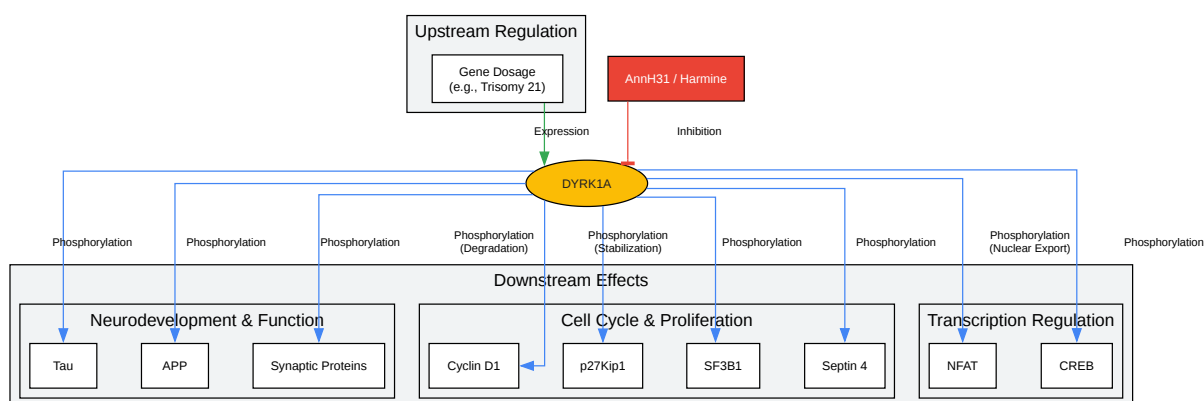 Upstream Regulation
Gene Dosage
(e.g., Trisomy 21)
AnnH31 / Harmine
Expression
Inhibition
DYRK1A
Phosphorylation
Phosphorylation
Phosphorylation
Phosphorylation
(Degradation)
Phosphorylation
(Stabilization)
Phosphorylation
Phosphorylation
Phosphorylation
(Nuclear Export)
Phosphorylation
Downstream Effects
Neurodevelopment & Function
Cell Cycle & Proliferation
Transcription Regulation
Tau
APP
Synaptic Proteins
Cyclin D1
p27Kip1
SF3B1
Septin 4
NFAT
CREB